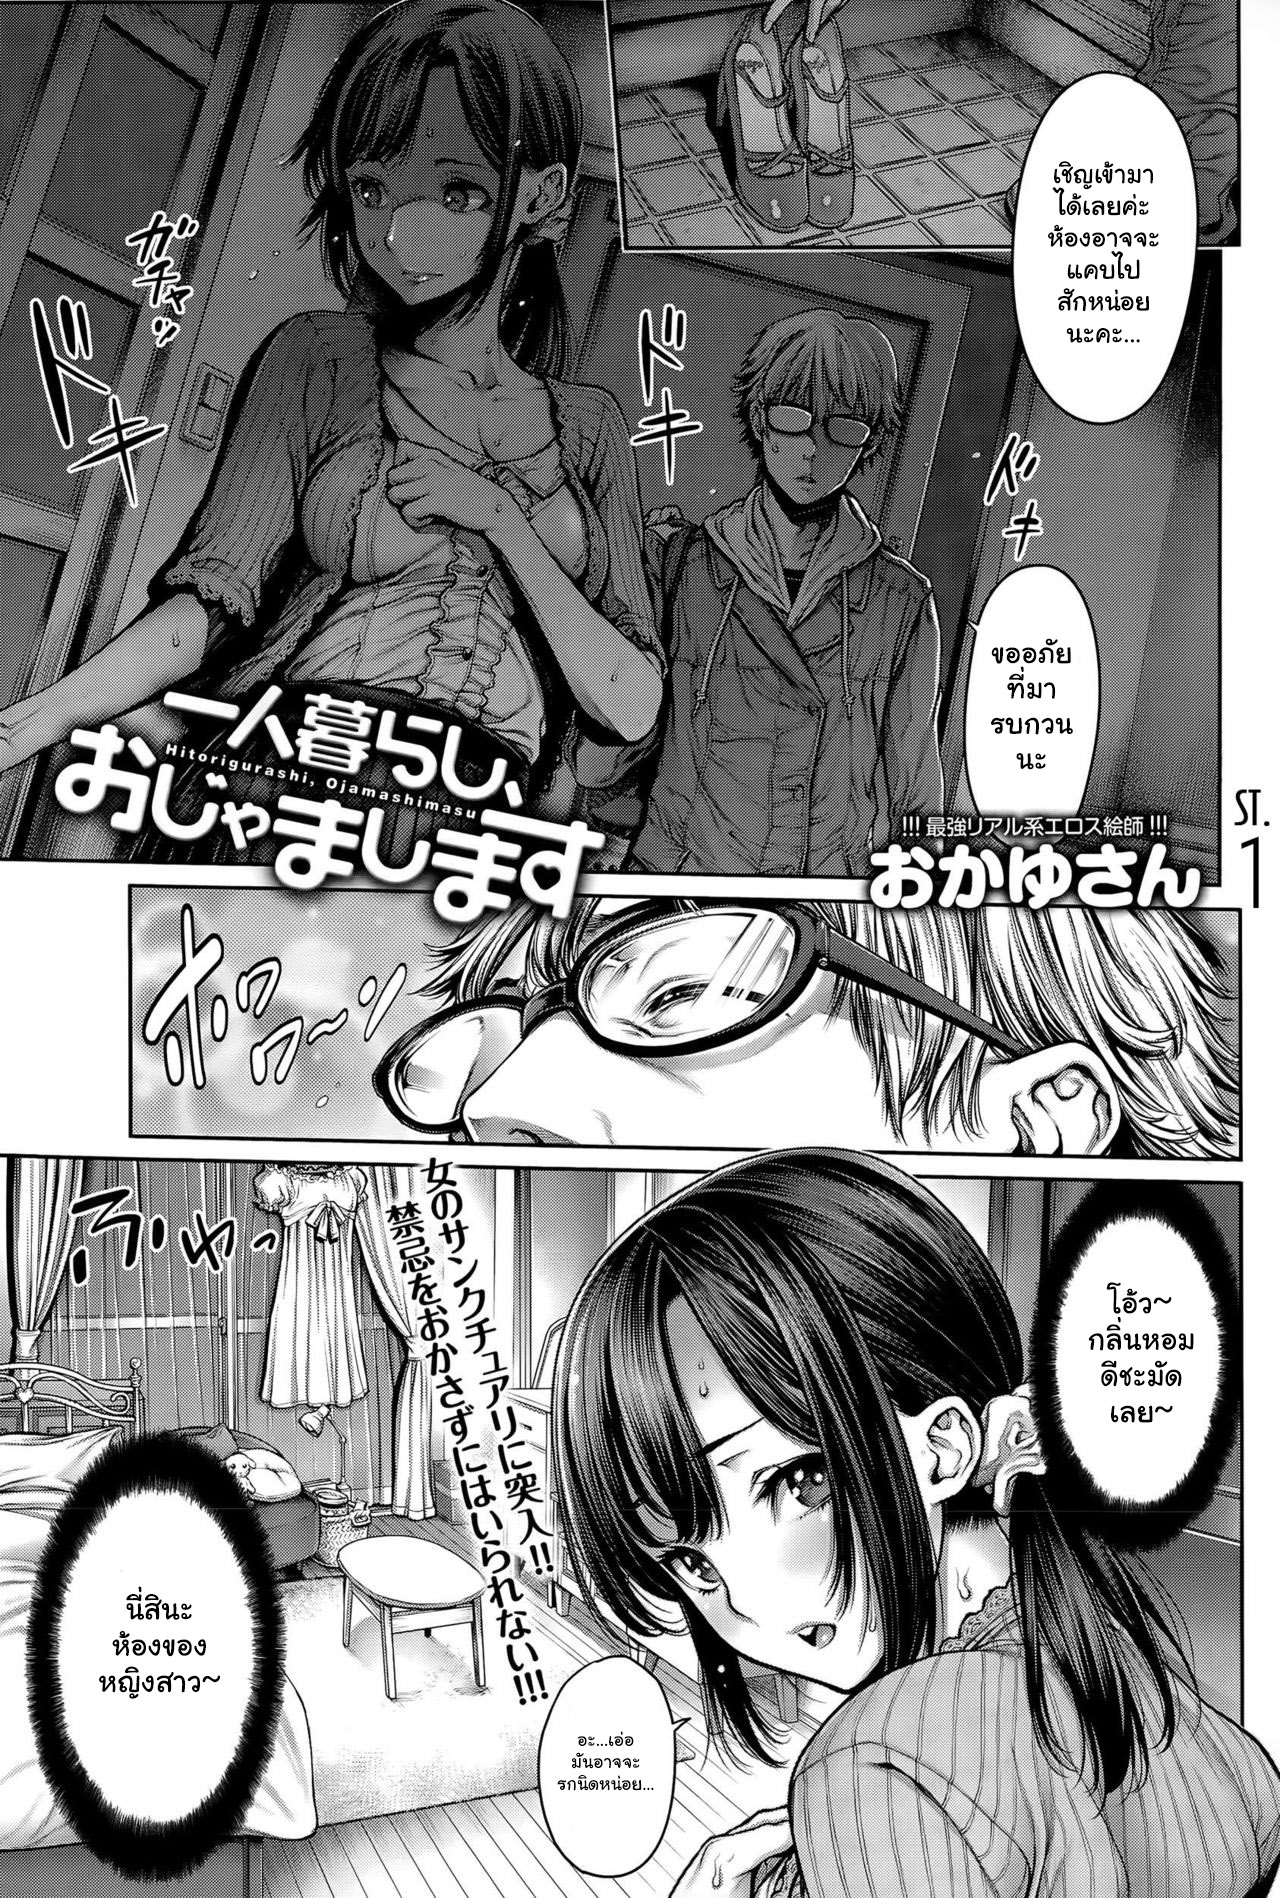 เชิญเข้ามา
ได้เลยค่ะ
ห้องอาจจะ
แคบไป
สักหน่อย
นะคะ...
ガチャッ
ドキ
ドキ
ドキ
ขออภัย
ที่มา
รบกวน
นะ
一人暮らし、
Hitorigurashi, Ojamashimasu
おじゃまします
!!! 最強リアル系エロス絵師 !!!
おかゆさん
ST.
1
ホワワ〜ン
โอ้ว~
กลิ่นหอม
ดีชะมัด
เลย~
女のサンクチュアリに突入!!
禁忌をおかさずにはいられない!!!
ふわっ
นี่สินะ
ห้องของ
หญิงสาว~
อะ...เอ่อ
มันอาจจะ
รกนิดหน่อย...